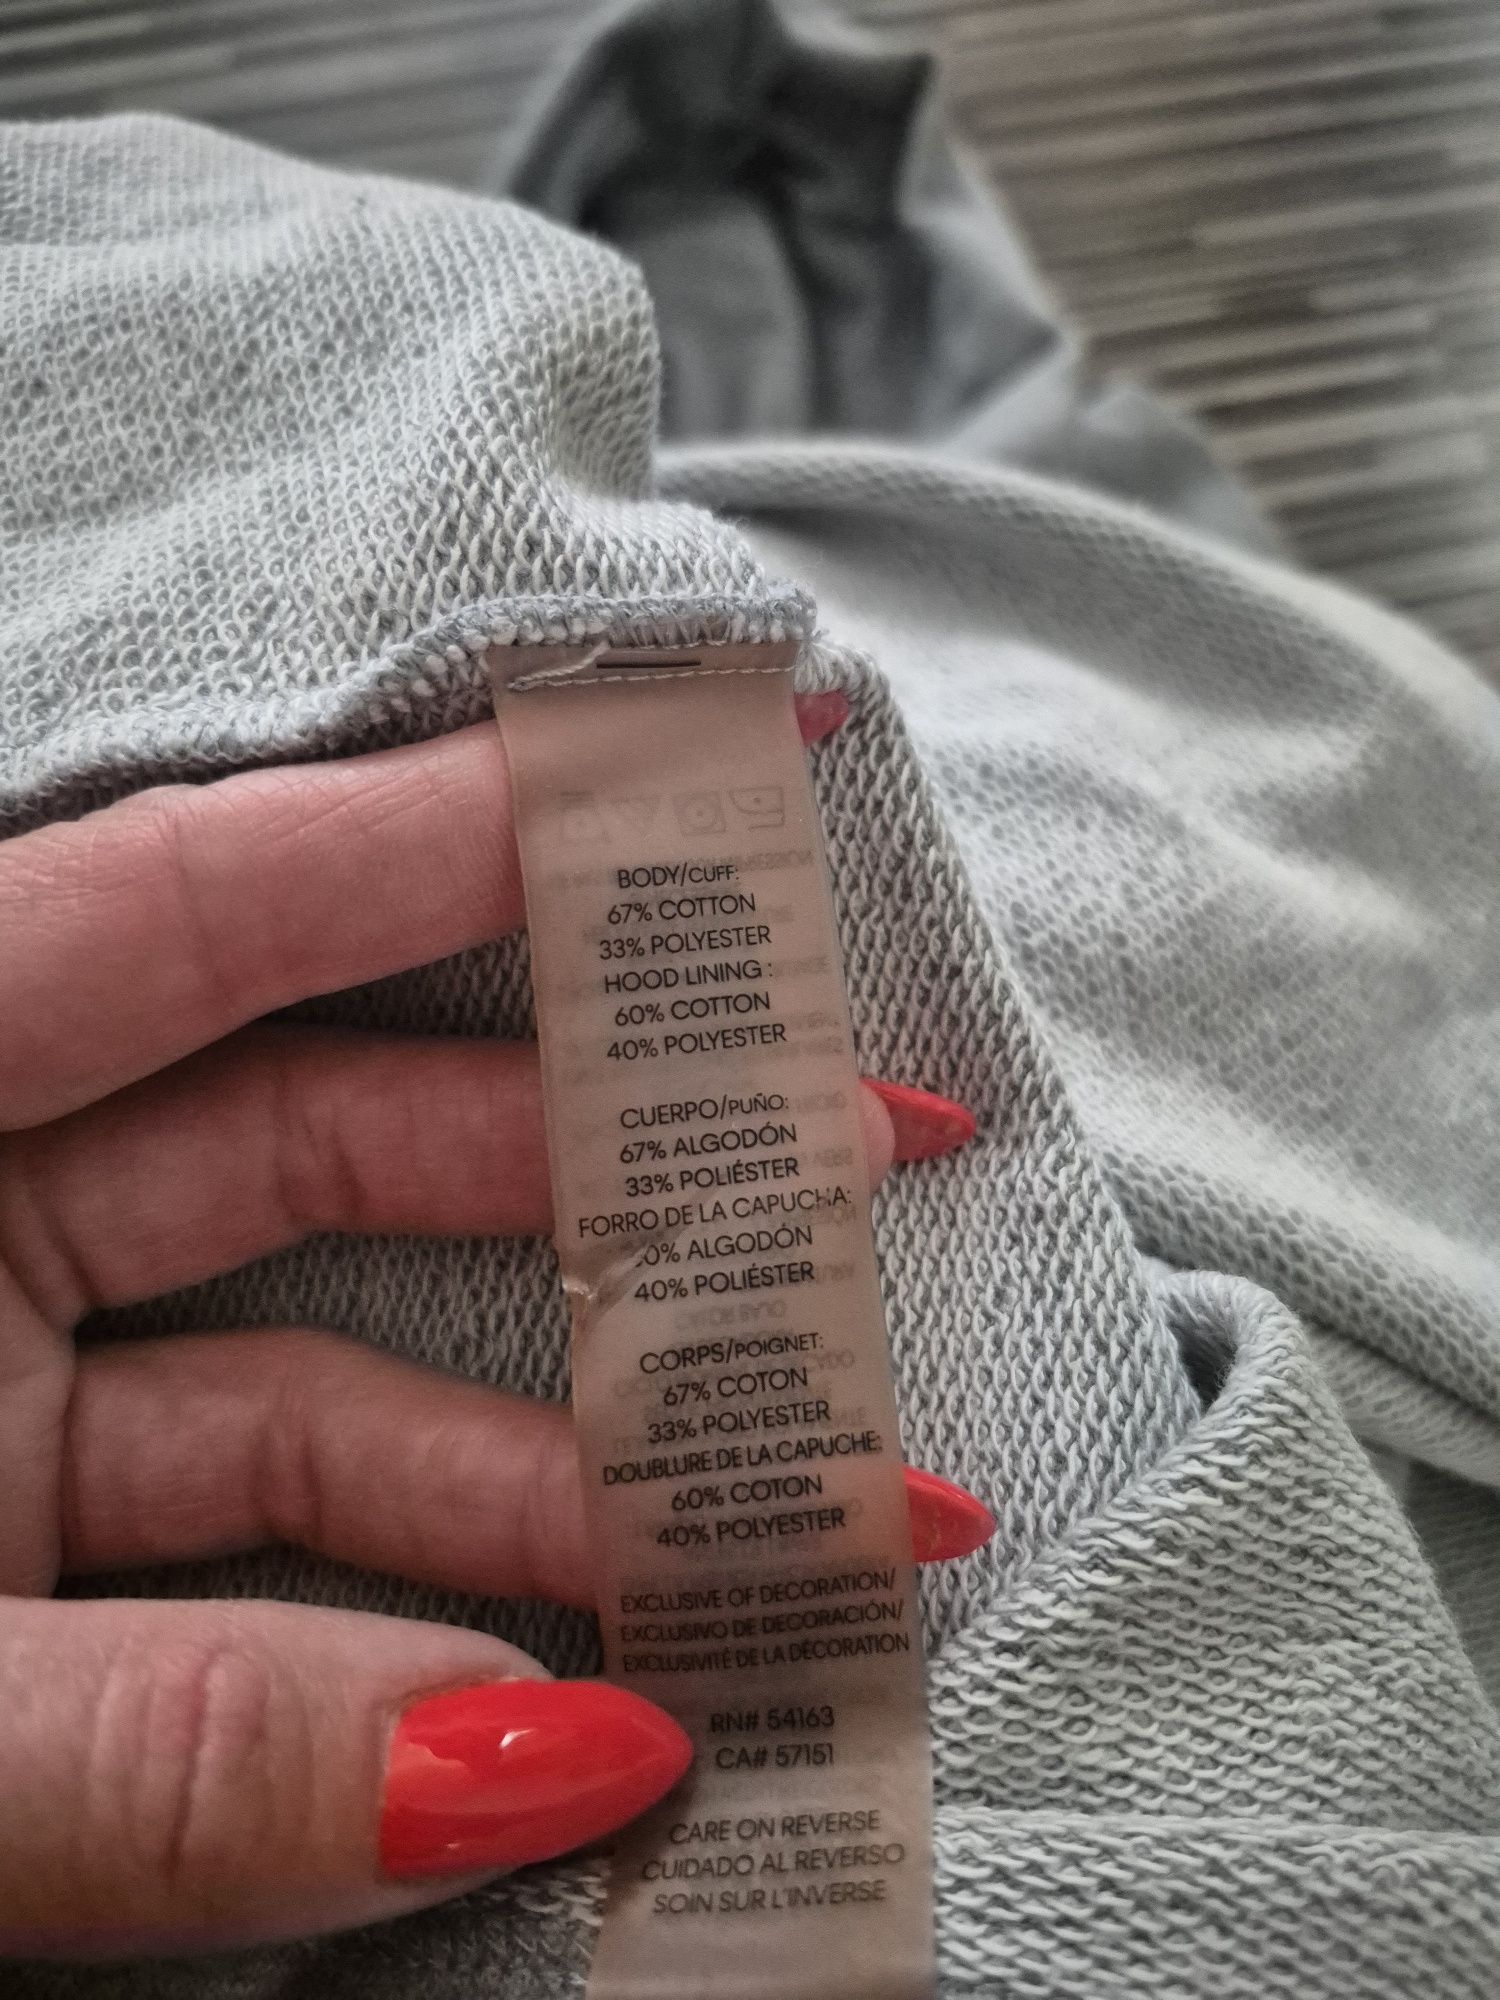 BODY/CUFF:
67% COTTON
33% POLYESTER
HOOD LINING :
60% COTTON
40% POLYESTER
CUERPO/PUÑO:
67% ALGODÓN
33% POLIÉSTER
FORRO DE LA CAPUCHA:
60% ALGODÓN
40% POLIÉSTER
CORPS/POIGNET:
67% COTON
33% POLYESTER
DOUBLURE DE LA CAPUCHE:
60% COTON
40% POLYESTER
EXCLUSIVE OF DECORATION/
EXCLUSIVO DE DECORACIÓN/
EXCLUSIVITÉ DE LA DÉCORATION
RN# 54163
CA# 57151
CARE ON REVERSE
CUIDADO AL REVERSO
SOIN SUR L'INVERSE